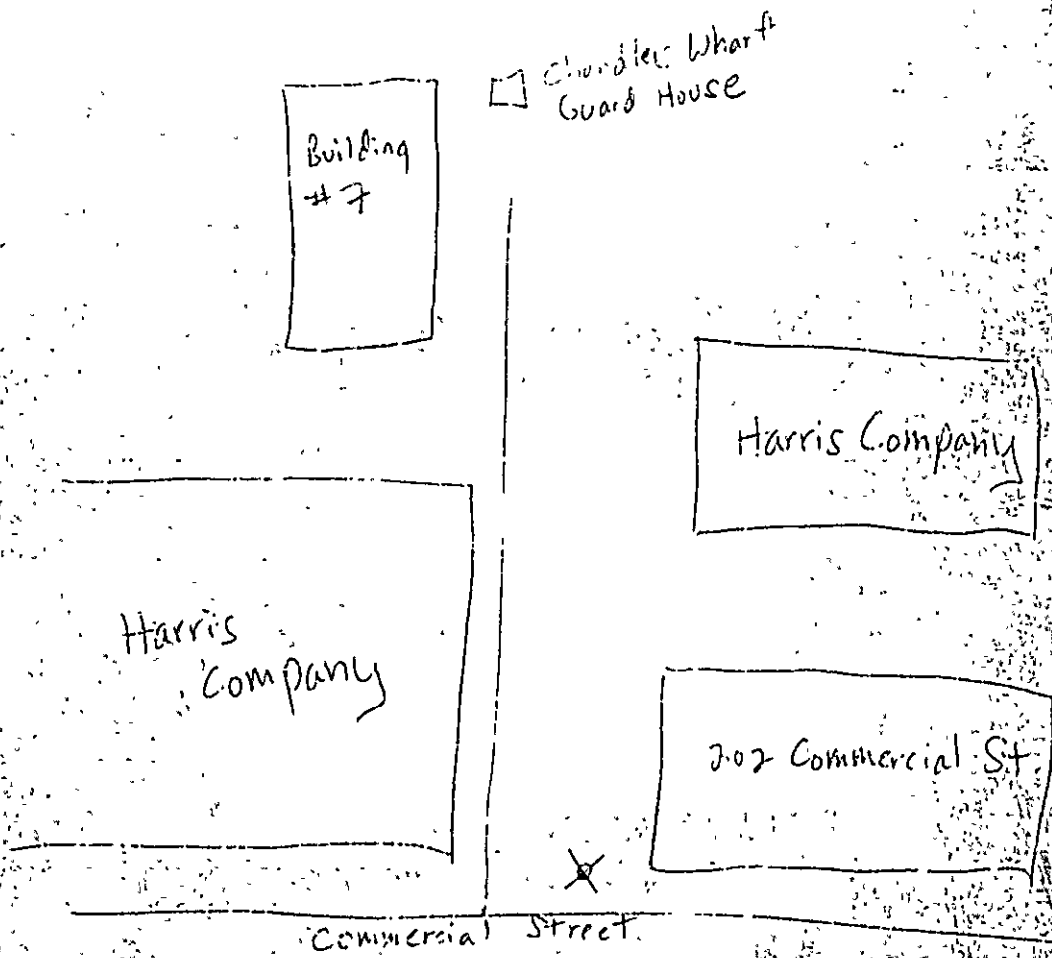 Chandler Wharf
Guard House
Building
#7
Harris Company
Harris
Company
202 Commercial St
Commercial Street